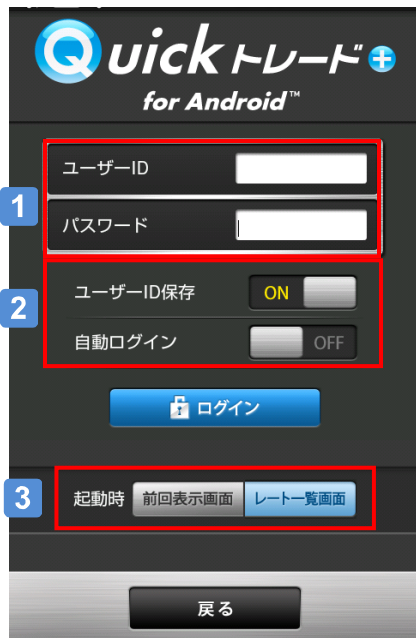 Quickトレード+
for Android™
ユーザーID
1
パスワード
ユーザーID保存 ON
2
自動ログイン OFF
ログイン
3 起動時 前回表示画面 レート一覧画面
戻る